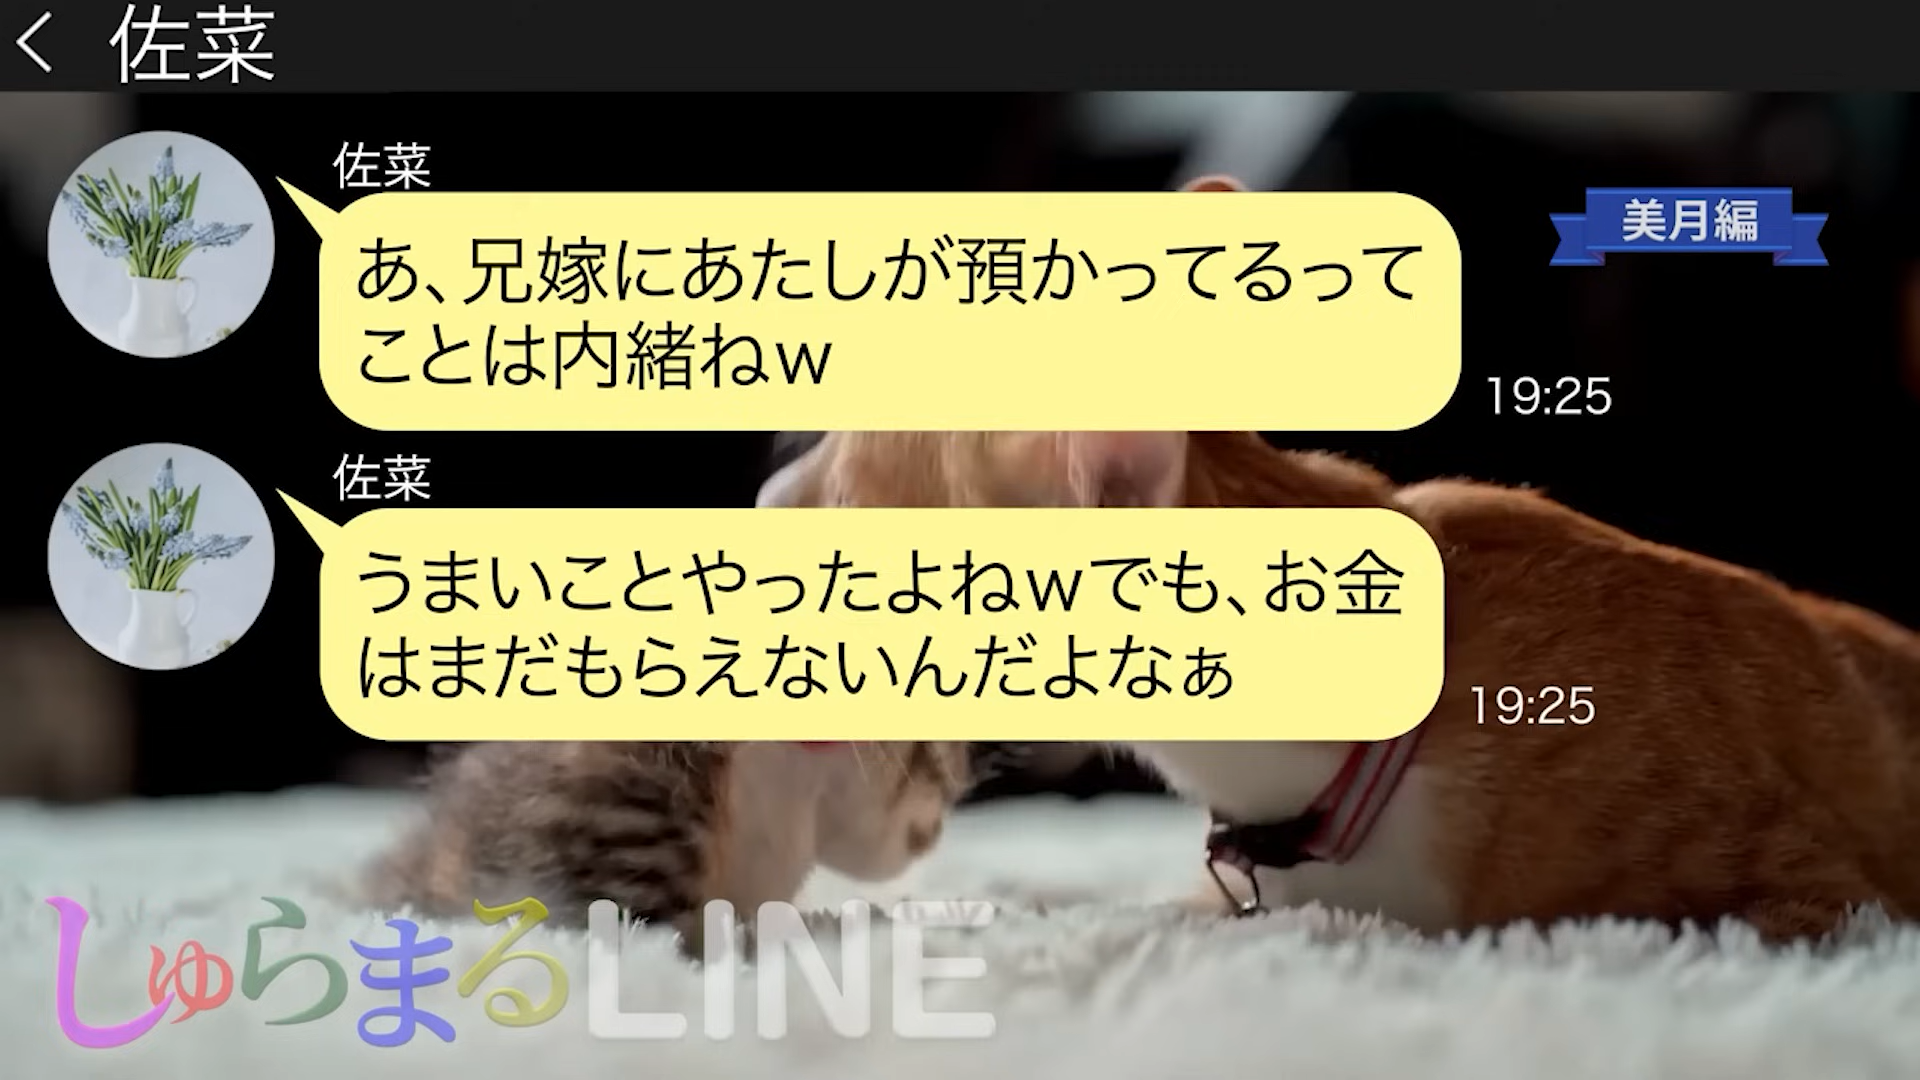 佐菜
佐菜
あ、兄嫁にあたしが預かってるって
ことは内緒ねw
19:25
美月編
佐菜
うまいことやったよねwでも、お金
はまだもらえないんだよなぁ
19:25
しゅらまるLINE